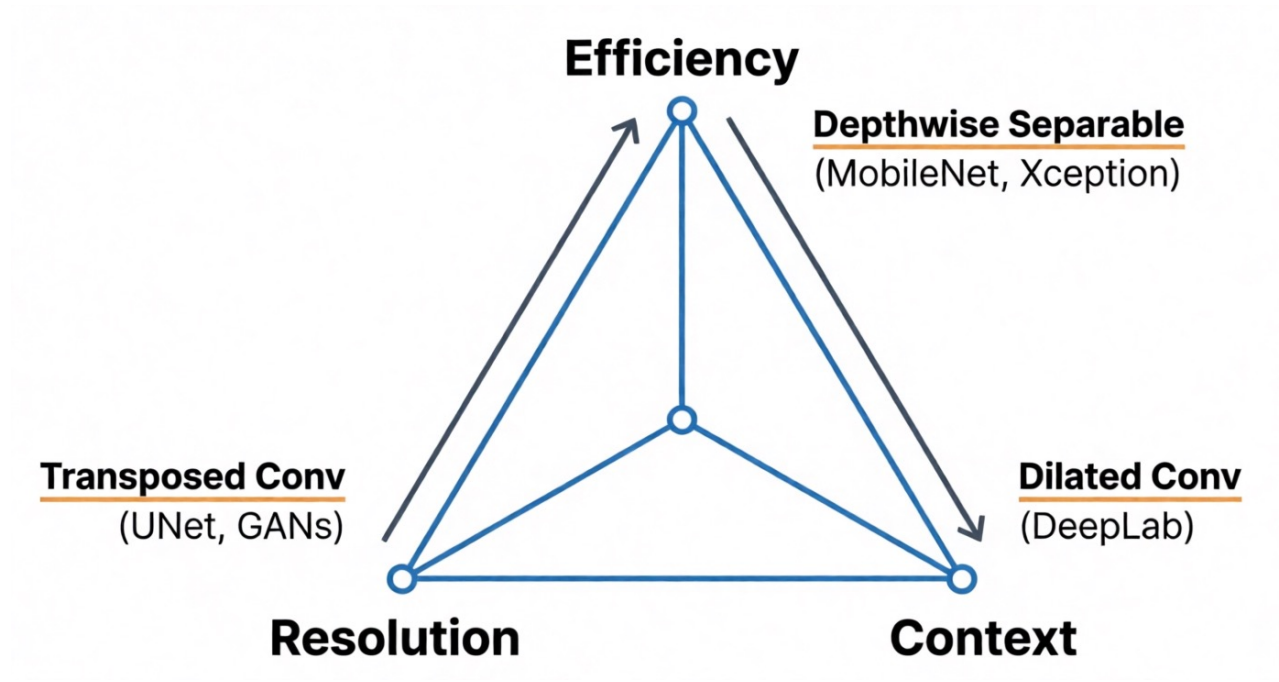 Efficiency
Depthwise Separable
(MobileNet, Xception)
Transposed Conv
(UNet, GANs)
Dilated Conv
(DeepLab)
Resolution
Context